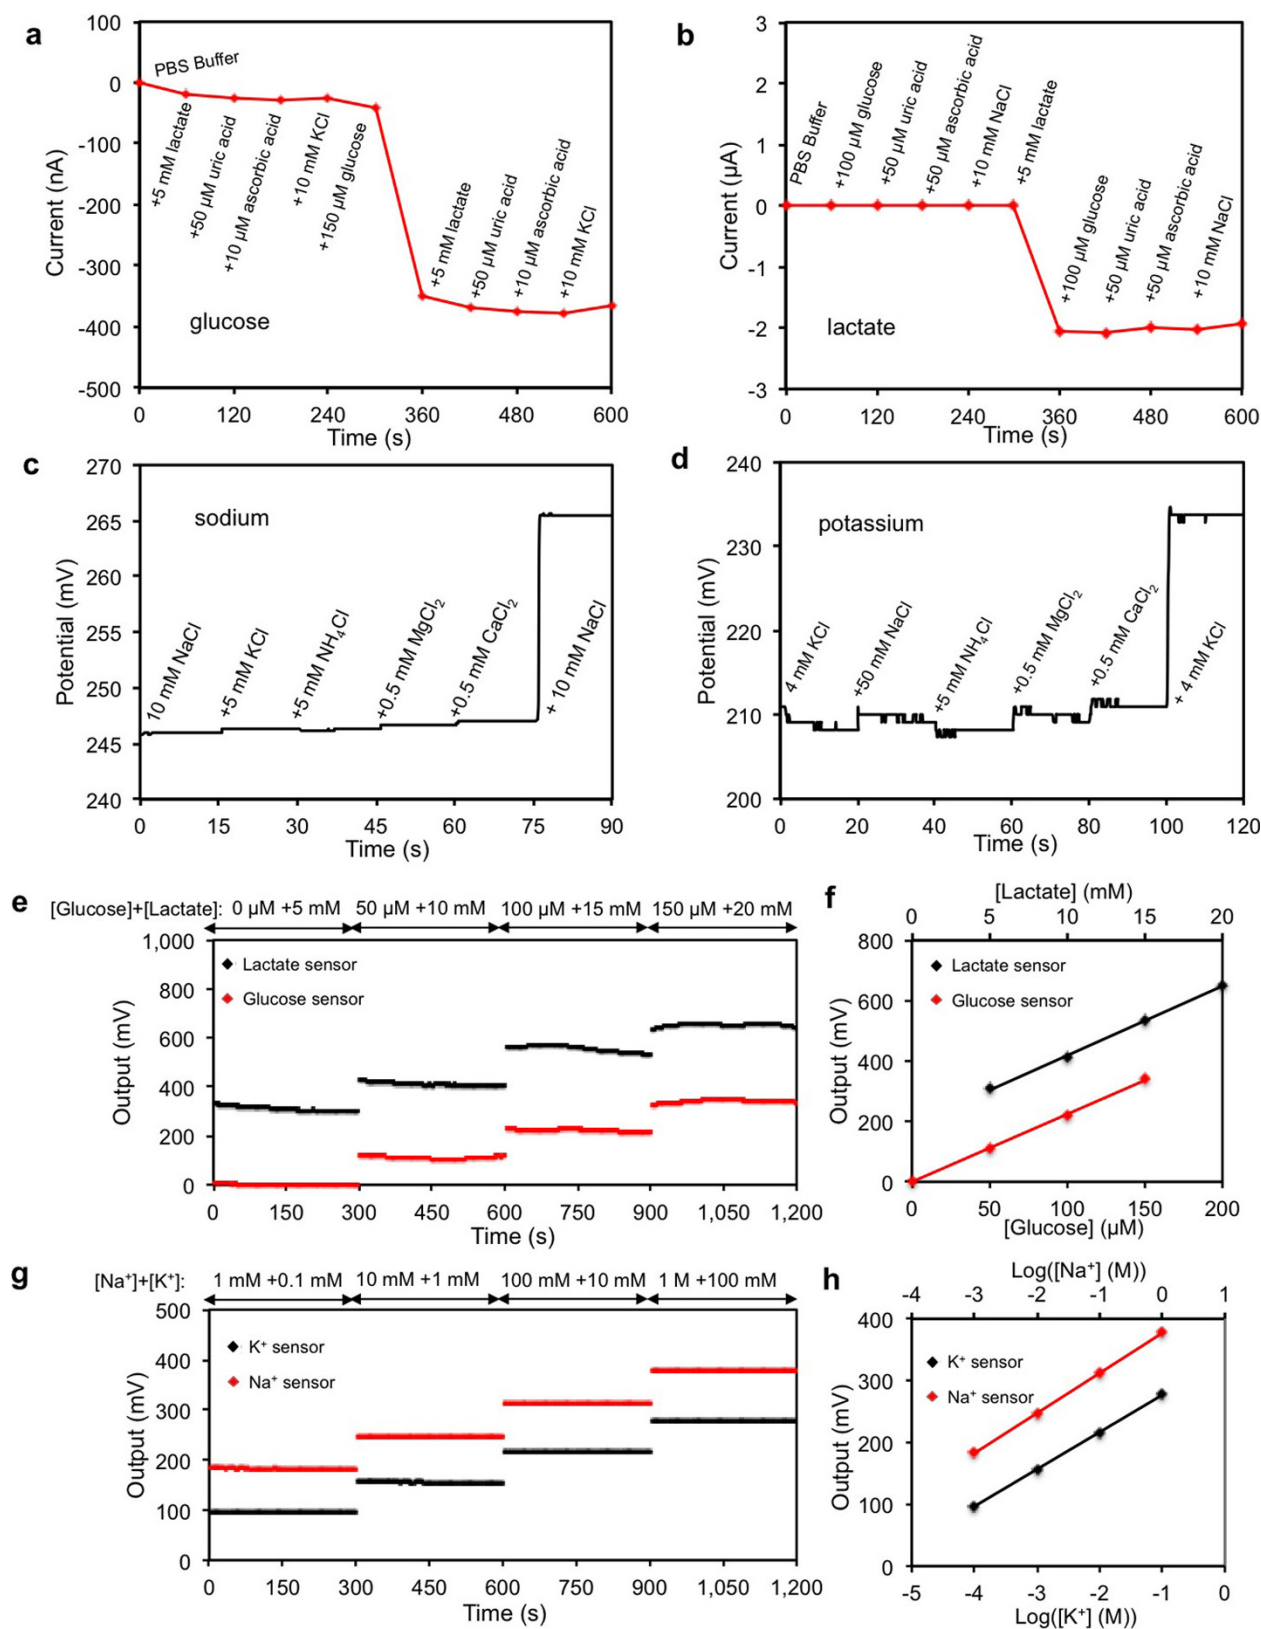 a
100
0
-100
-200
-300
-400
-500
Current (nA)
PBS Buffer
+5 mM lactate
+50 µM uric acid
+10 µM ascorbic acid
+10 mM KCl
+150 µM glucose
+5 mM lactate
+50 µM uric acid
+10 µM ascorbic acid
+10 mM KCl
glucose
0 120 240 360 480 600
Time (s)
b
3
2
1
0
-1
-2
-3
Current (µA)
PBS Buffer
+100 µM glucose
+50 µM uric acid
+50 µM ascorbic acid
+10 mM NaCl
+5 mM lactate
+100 µM glucose
+50 µM uric acid
+50 µM ascorbic acid
+10 mM NaCl
lactate
0 120 240 360 480 600
Time (s)
c
270
265
260
255
250
245
240
Potential (mV)
sodium
10 mM NaCl
+5 mM KCl
+5 mM NH₄Cl
+0.5 mM MgCl₂
+0.5 mM CaCl₂
+ 10 mM NaCl
0 15 30 45 60 75 90
Time (s)
d
240
230
220
210
200
Potential (mV)
potassium
4 mM KCl
+50 mM NaCl
+5 mM NH₄Cl
+0.5 mM MgCl₂
+0.5 mM CaCl₂
+ 4 mM KCl
0 20 40 60 80 100 120
Time (s)
e
[Glucose]+[Lactate]: 0 µM +5 mM 50 µM +10 mM 100 µM +15 mM 150 µM +20 mM
1,000
800
600
400
200
0
Output (mV)
Lactate sensor
Glucose sensor
0 150 300 450 600 750 900 1,050 1,200
Time (s)
f
[Lactate] (mM)
0 5 10 15 20
800
600
400
200
0
Output (mV)
Lactate sensor
Glucose sensor
0 50 100 150 200
[Glucose] (µM)
g
[Na⁺]+[K⁺]: 1 mM +0.1 mM 10 mM +1 mM 100 mM +10 mM 1 M +100 mM
500
400
300
200
100
0
Output (mV)
K⁺ sensor
Na⁺ sensor
0 150 300 450 600 750 900 1,050 1,200
Time (s)
h
Log([Na⁺] (M))
-4 -3 -2 -1 0 1
400
300
200
100
0
Output (mV)
K⁺ sensor
Na⁺ sensor
-5 -4 -3 -2 -1 0
Log([K⁺] (M))